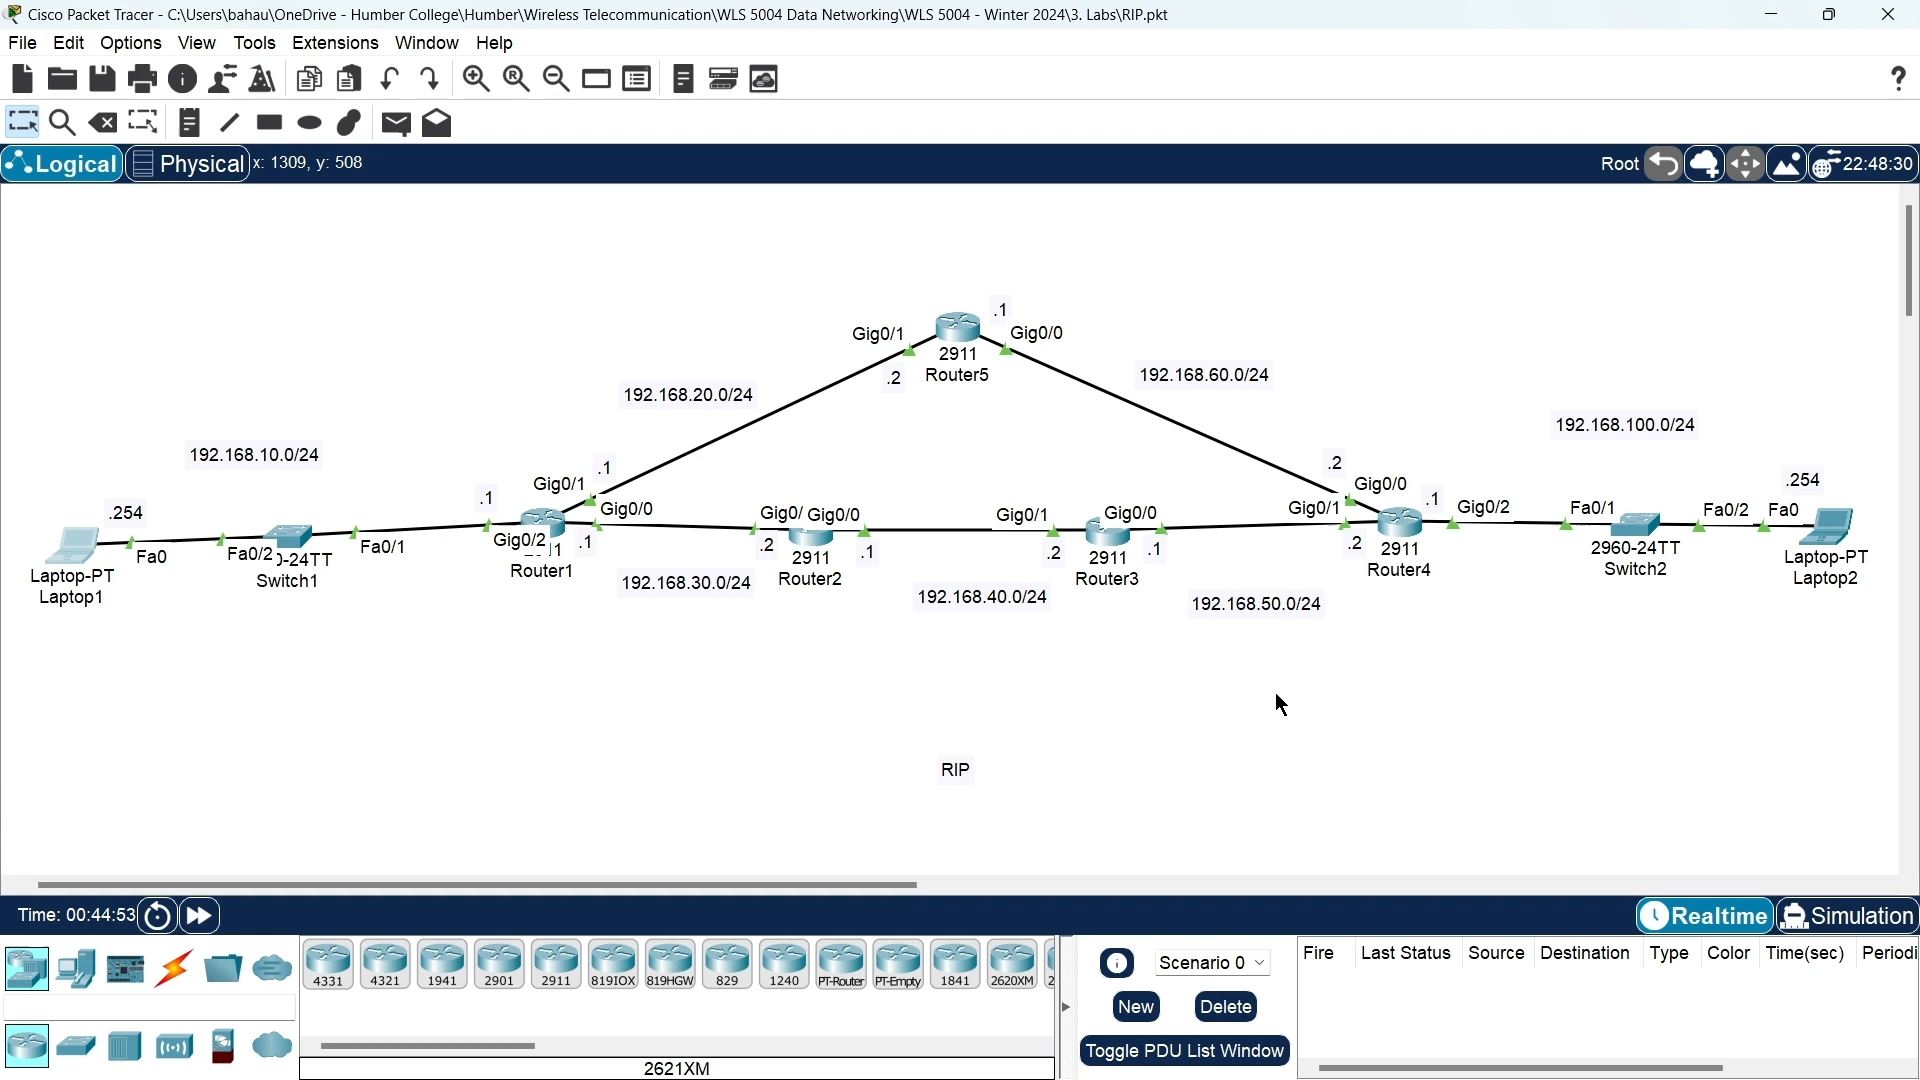 Cisco Packet Tracer - C:\Users\bahau\OneDrive - Humber College\Humber\Wireless Telecommunication\WLS 5004 Data Networking\WLS 5004 - Winter 2024\3. Labs\RIP.pkt
File Edit Options View Tools Extensions Window Help
Logical Physical x: 1309, y: 508 Root 22:48:30
.1
Gig0/1 Gig0/0
2911
Router5
.2
192.168.20.0/24
192.168.60.0/24
192.168.10.0/24
192.168.100.0/24
.254
Laptop-PT
Laptop1
Fa0
Fa0/2
)-24TT
Switch1
Fa0/1
.1
Gig0/2
Gig0/1
.1
Gig0/0
.1
Router1
192.168.30.0/24
Gig0/
.2
Gig0/0
.1
2911
Router2
192.168.40.0/24
Gig0/1
.2
Gig0/0
.1
2911
Router3
192.168.50.0/24
.2
Gig0/0
Gig0/1
.2
.1
Gig0/2
2911
Router4
Fa0/1
2960-24TT
Switch2
Fa0/2
Fa0
.254
Laptop-PT
Laptop2
RIP
Time: 00:44:53 Realtime Simulation
4331 4321 1941 2901 2911 819IOX 819HGW 829 1240 PT-Router PT-Empty 1841 2620XM 2
2621XM
Scenario 0
New Delete
Toggle PDU List Window
Fire Last Status Source Destination Type Color Time(sec) Periodi